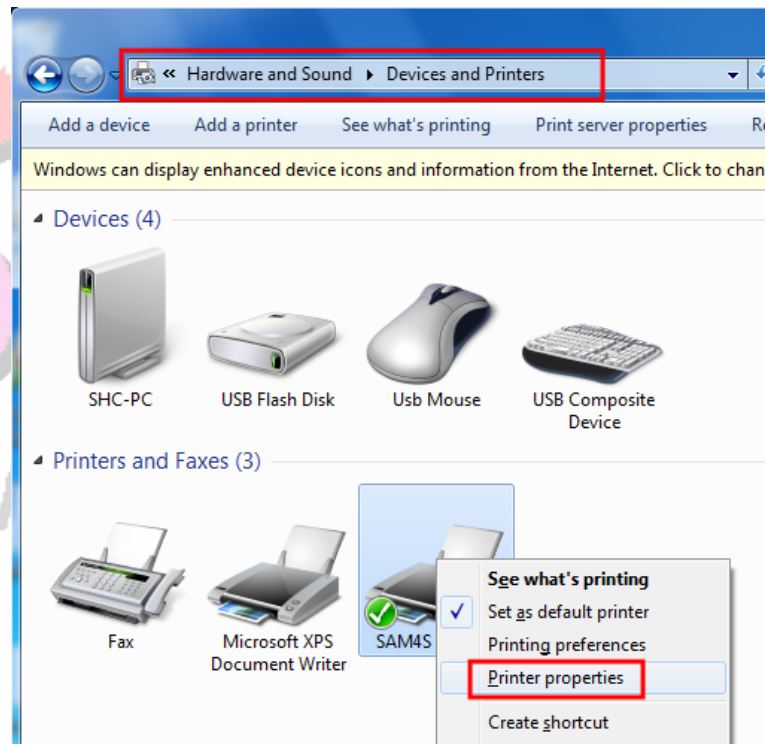 « Hardware and Sound ▸ Devices and Printers
Add a device Add a printer See what's printing Print server properties
Windows can display enhanced device icons and information from the Internet. Click to
Devices (4)
SHC-PC USB Flash Disk Usb Mouse USB Composite
Device
Printers and Faxes (3)
Fax Microsoft XPS SAM4S
Document Writer
See what's printing
Set as default printer
Printing preferences
Printer properties
Create shortcut